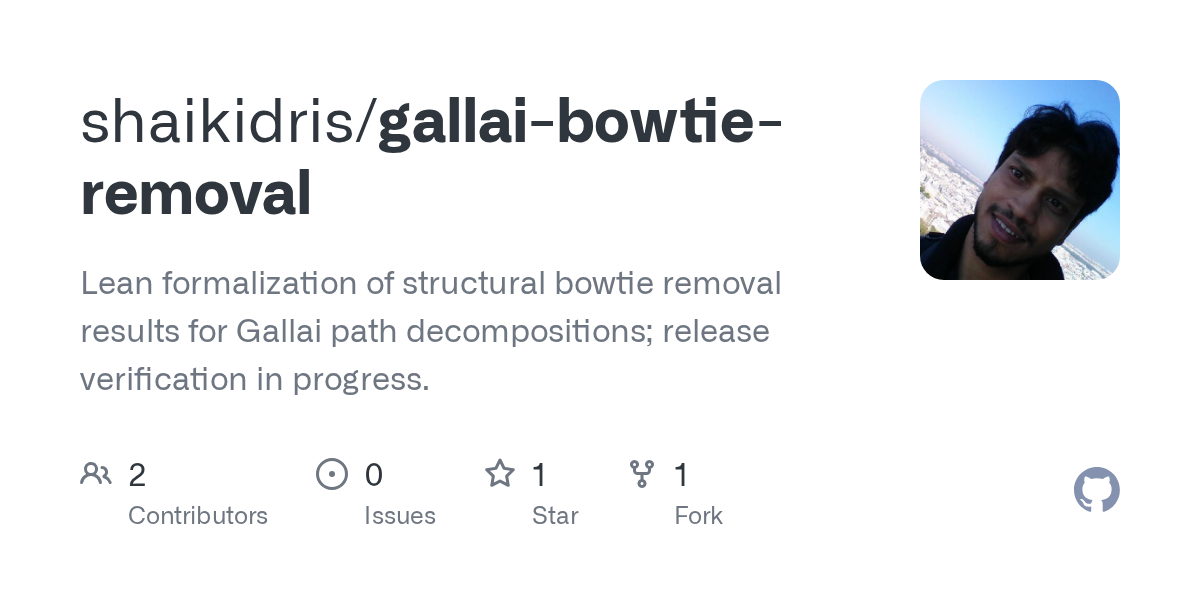 shaikidris/gallai-bowtie-
removal
Lean formalization of structural bowtie removal
results for Gallai path decompositions; release
verification in progress.
2 0 1 1
Contributors Issues Star Fork